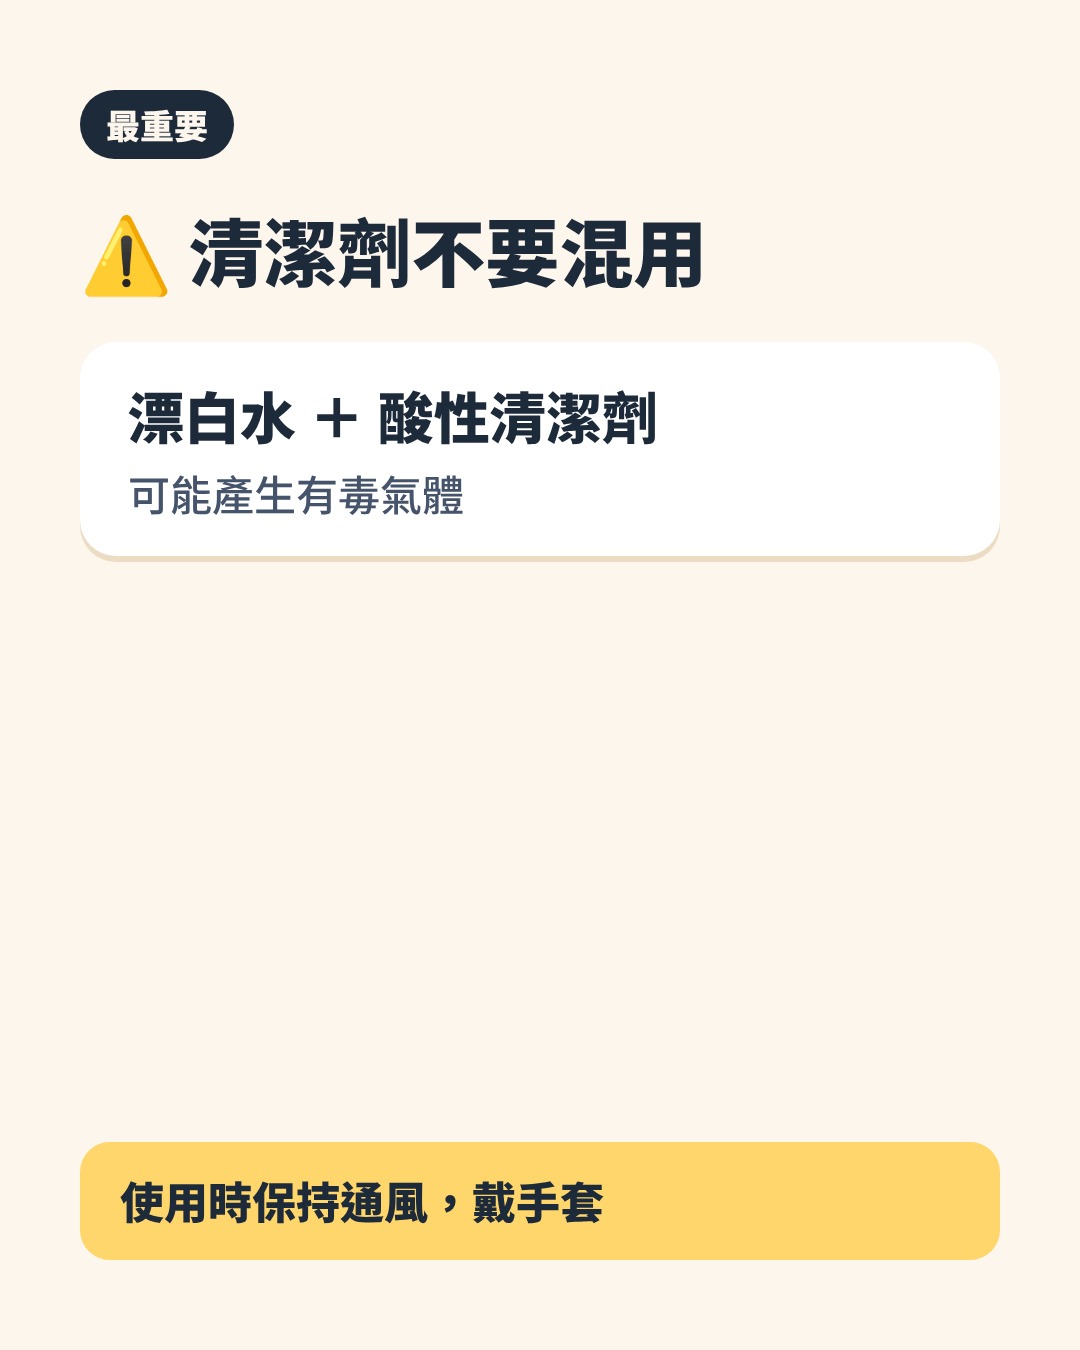 最重要
⚠️ 清潔劑不要混用
漂白水 + 酸性清潔劑
可能產生有毒氣體
使用時保持通風，戴手套